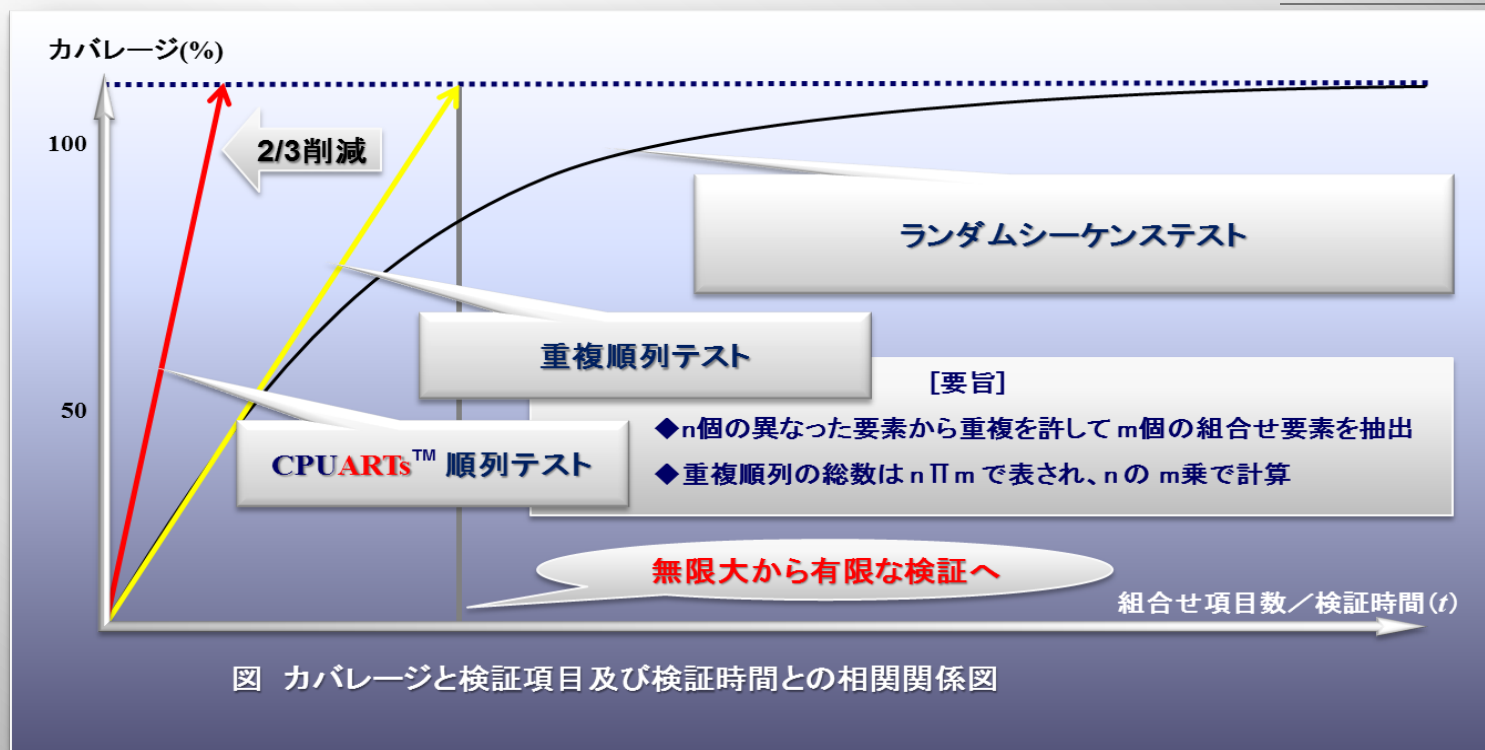 カバレージ(%)
100
2/3削減
ランダムシーケンステスト
重複順列テスト
50
[要旨]
◆n個の異なった要素から重複を許してm個の組合せ要素を抽出
◆重複順列の総数はnΠmで表され、nの m乗で計算
CPUARTs™ 順列テスト
無限大から有限な検証へ
組合せ項目数／検証時間(t)
図 カバレージと検証項目及び検証時間との相関関係図